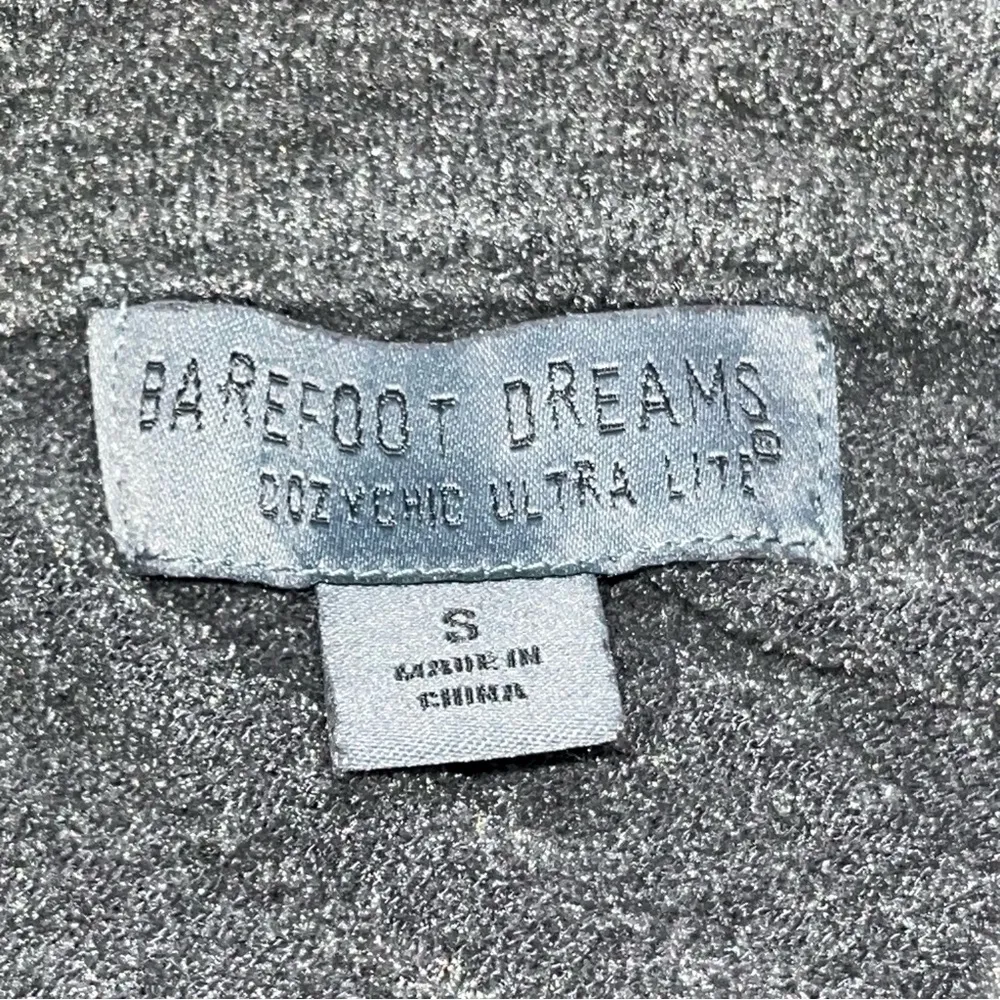 BAREFOOT DREAMS®
COZYCHIC ULTRA LITE
S
MADE IN
CHINA